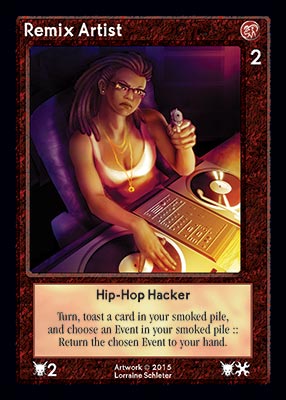 Remix Artist
2
Hip-Hop Hacker
Turn, toast a card in your smoked pile,
and choose an Event in your smoked pile ::
Return the chosen Event to your hand.
2
Artwork © 2015
Lorraine Schleter